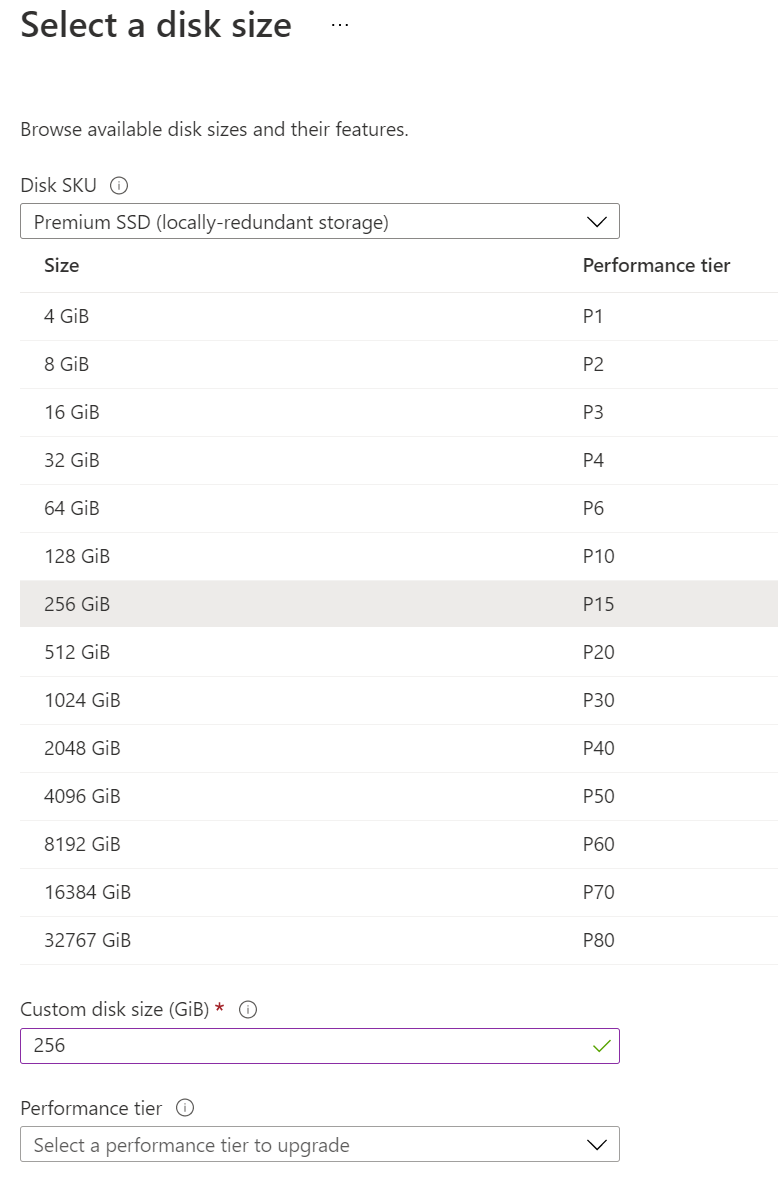 Select a disk size ...
Browse available disk sizes and their features.
Disk SKU
Premium SSD (locally-redundant storage)
Size Performance tier
4 GiB P1
8 GiB P2
16 GiB P3
32 GiB P4
64 GiB P6
128 GiB P10
256 GiB P15
512 GiB P20
1024 GiB P30
2048 GiB P40
4096 GiB P50
8192 GiB P60
16384 GiB P70
32767 GiB P80
Custom disk size (GiB) *
256
Performance tier
Select a performance tier to upgrade